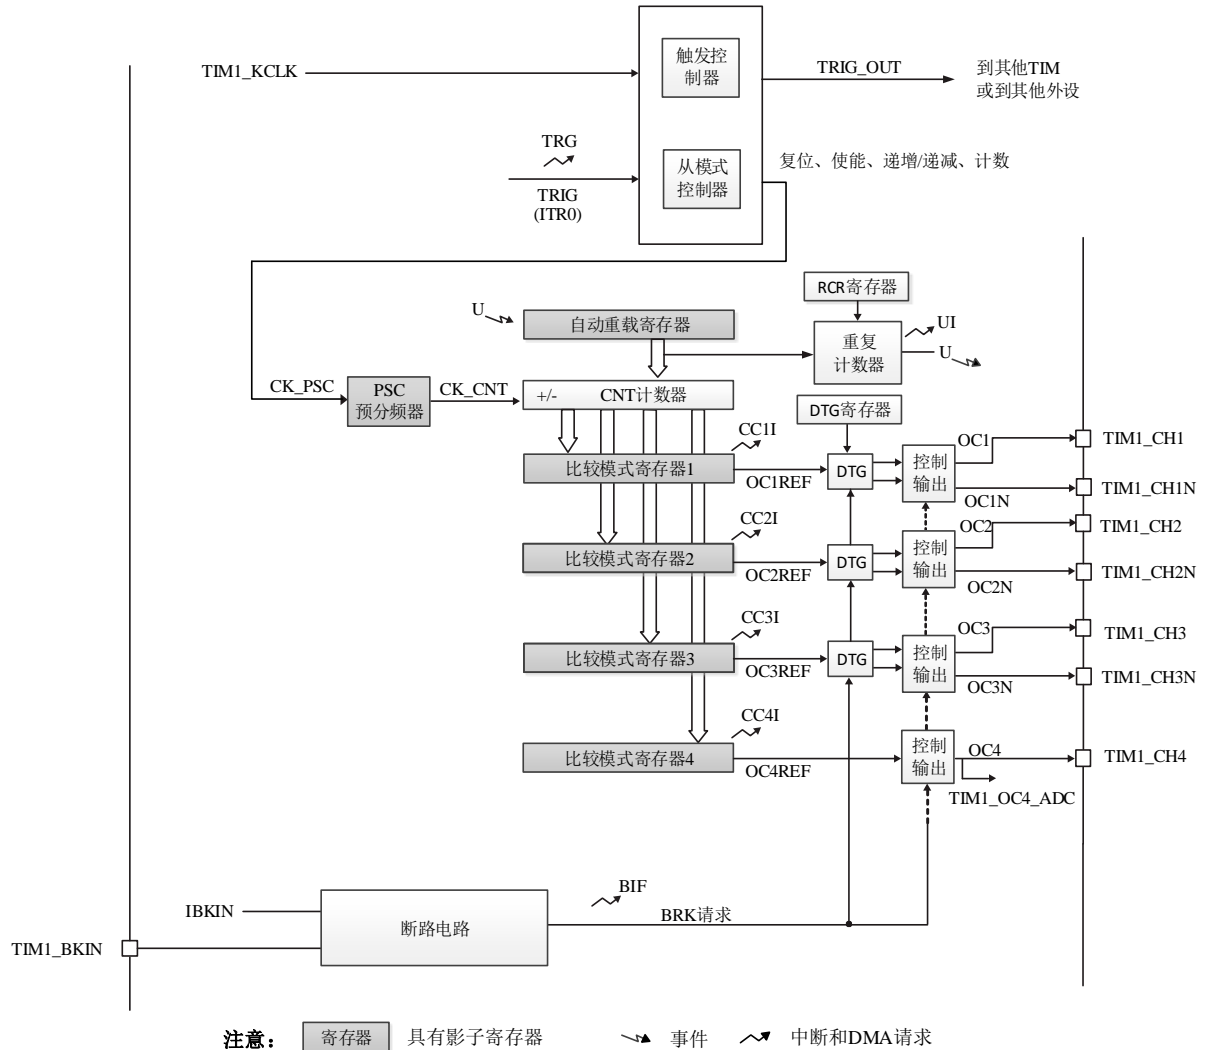 TIM1_KCLK
触发控
制器
TRIG_OUT
到其他TIM
或到其他外设
TRG
TRIG
(ITR0)
从模式
控制器
复位、使能、递增/递减、计数
RCR寄存器
U
自动重载寄存器
重复
计数器
UI
U
CK_PSC
PSC
预分频器
CK_CNT
+/-
CNT计数器
DTG寄存器
CC1I
比较模式寄存器1
OC1REF
DTG
控制
输出
OC1
OC1N
TIM1_CH1
TIM1_CH1N
CC2I
比较模式寄存器2
OC2REF
DTG
控制
输出
OC2
OC2N
TIM1_CH2
TIM1_CH2N
CC3I
比较模式寄存器3
OC3REF
DTG
控制
输出
OC3
OC3N
TIM1_CH3
TIM1_CH3N
CC4I
比较模式寄存器4
OC4REF
控制
输出
OC4
TIM1_CH4
TIM1_OC4_ADC
BIF
IBKIN
断路电路
BRK请求
TIM1_BKIN
注意：
寄存器
具有影子寄存器
事件
中断和DMA请求